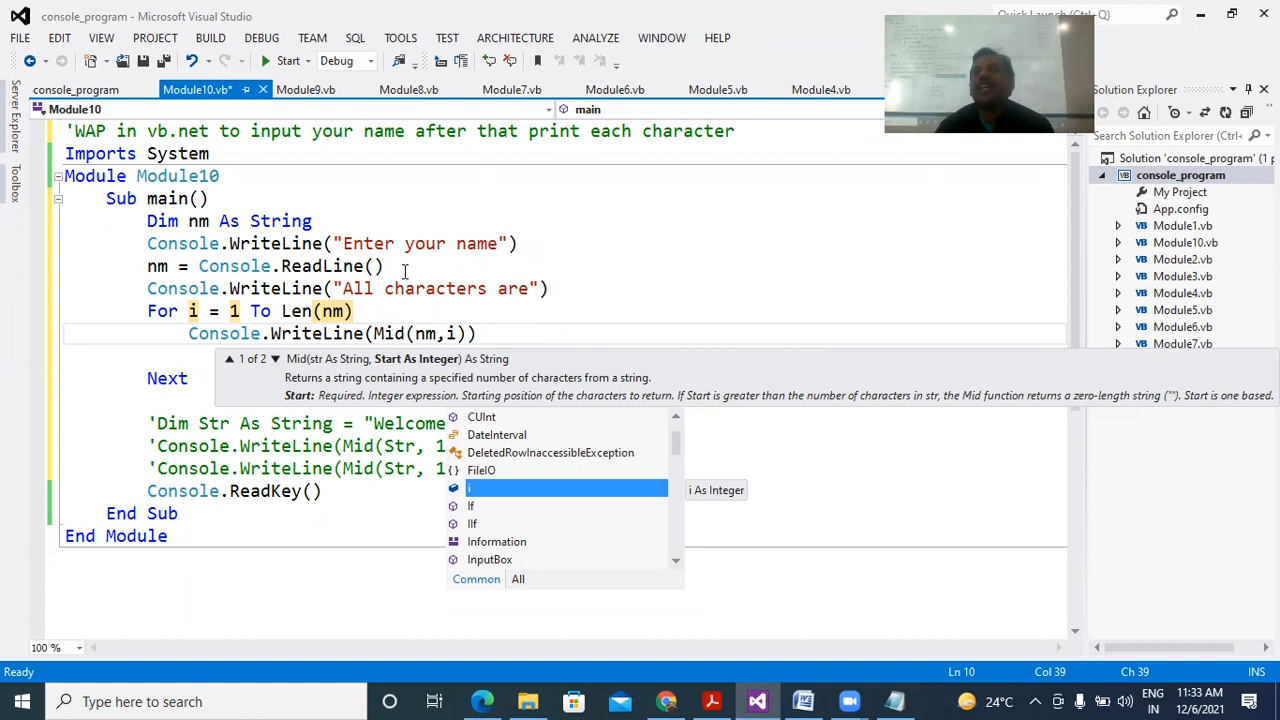 console_program - Microsoft Visual Studio
Quick Launch (Ctrl+Q)
FILE EDIT VIEW PROJECT BUILD DEBUG TEAM SQL TOOLS TEST ARCHITECTURE ANALYZE WINDOW HELP
Start Debug
console_program Module10.vb* Module9.vb Module8.vb Module7.vb Module6.vb Module5.vb Module4.vb
Solution Explorer
Module10 main
Server Explorer
Toolbox
Search Solution Explorer (Ctrl+
Solution 'console_program' (1 p
console_program
My Project
App.config
Module1.vb
Module10.vb
Module2.vb
Module3.vb
Module4.vb
Module5.vb
Module6.vb
Module7.vb
'WAP in vb.net to input your name after that print each character
Imports System
Module Module10
Sub main()
Dim nm As String
Console.WriteLine("Enter your name")
nm = Console.ReadLine()
Console.WriteLine("All characters are")
For i = 1 To Len(nm)
Console.WriteLine(Mid(nm,i))
1 of 2 Mid(str As String, Start As Integer) As String
Returns a string containing a specified number of characters from a string.
Start: Required. Integer expression. Starting position of the characters to return. If Start is greater than the number of characters in str, the Mid function returns a zero-length string (""). Start is one based.
Next
'Dim Str As String = "Welcome
'Console.WriteLine(Mid(Str, 1
'Console.WriteLine(Mid(Str, 1
Console.ReadKey()
End Sub
End Module
CUInt
DateInterval
DeletedRowInaccessibleException
FileIO
i
i As Integer
If
IIf
Information
InputBox
Common All
100 %
Ready Ln 10 Col 39 Ch 39 INS
Type here to search
24°C
ENG
IN
11:33 AM
12/6/2021